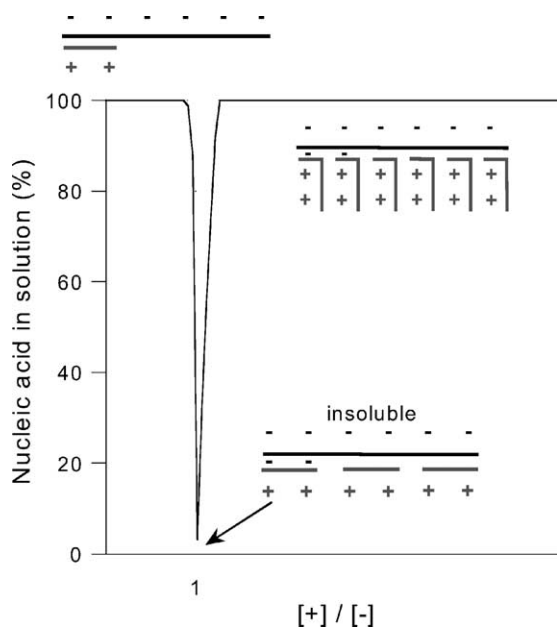 - - - - - -
+ +
100
80
60
40
20
0
Nucleic acid in solution (%)
- - - - - -
- -
+ + + + + +
+ + + + + +
insoluble
- - - - - -
- -
+ + + + + +
1
[+] / [-]